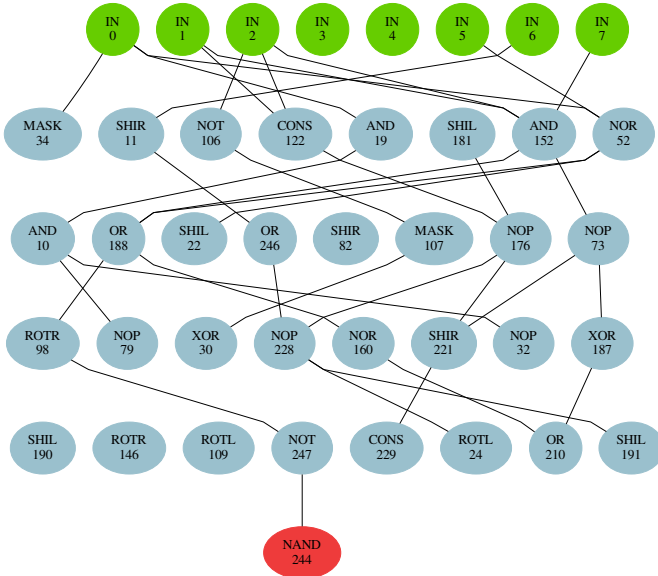 IN
0
IN
1
IN
2
IN
3
IN
4
IN
5
IN
6
IN
7
MASK
34
SHIR
11
NOT
106
CONS
122
AND
19
SHIL
181
AND
152
NOR
52
AND
10
OR
188
SHIL
22
OR
246
SHIR
82
MASK
107
NOP
176
NOP
73
ROTR
98
NOP
79
XOR
30
NOP
228
NOR
160
SHIR
221
NOP
32
XOR
187
SHIL
190
ROTR
146
ROTL
109
NOT
247
CONS
229
ROTL
24
OR
210
SHIL
191
NAND
244